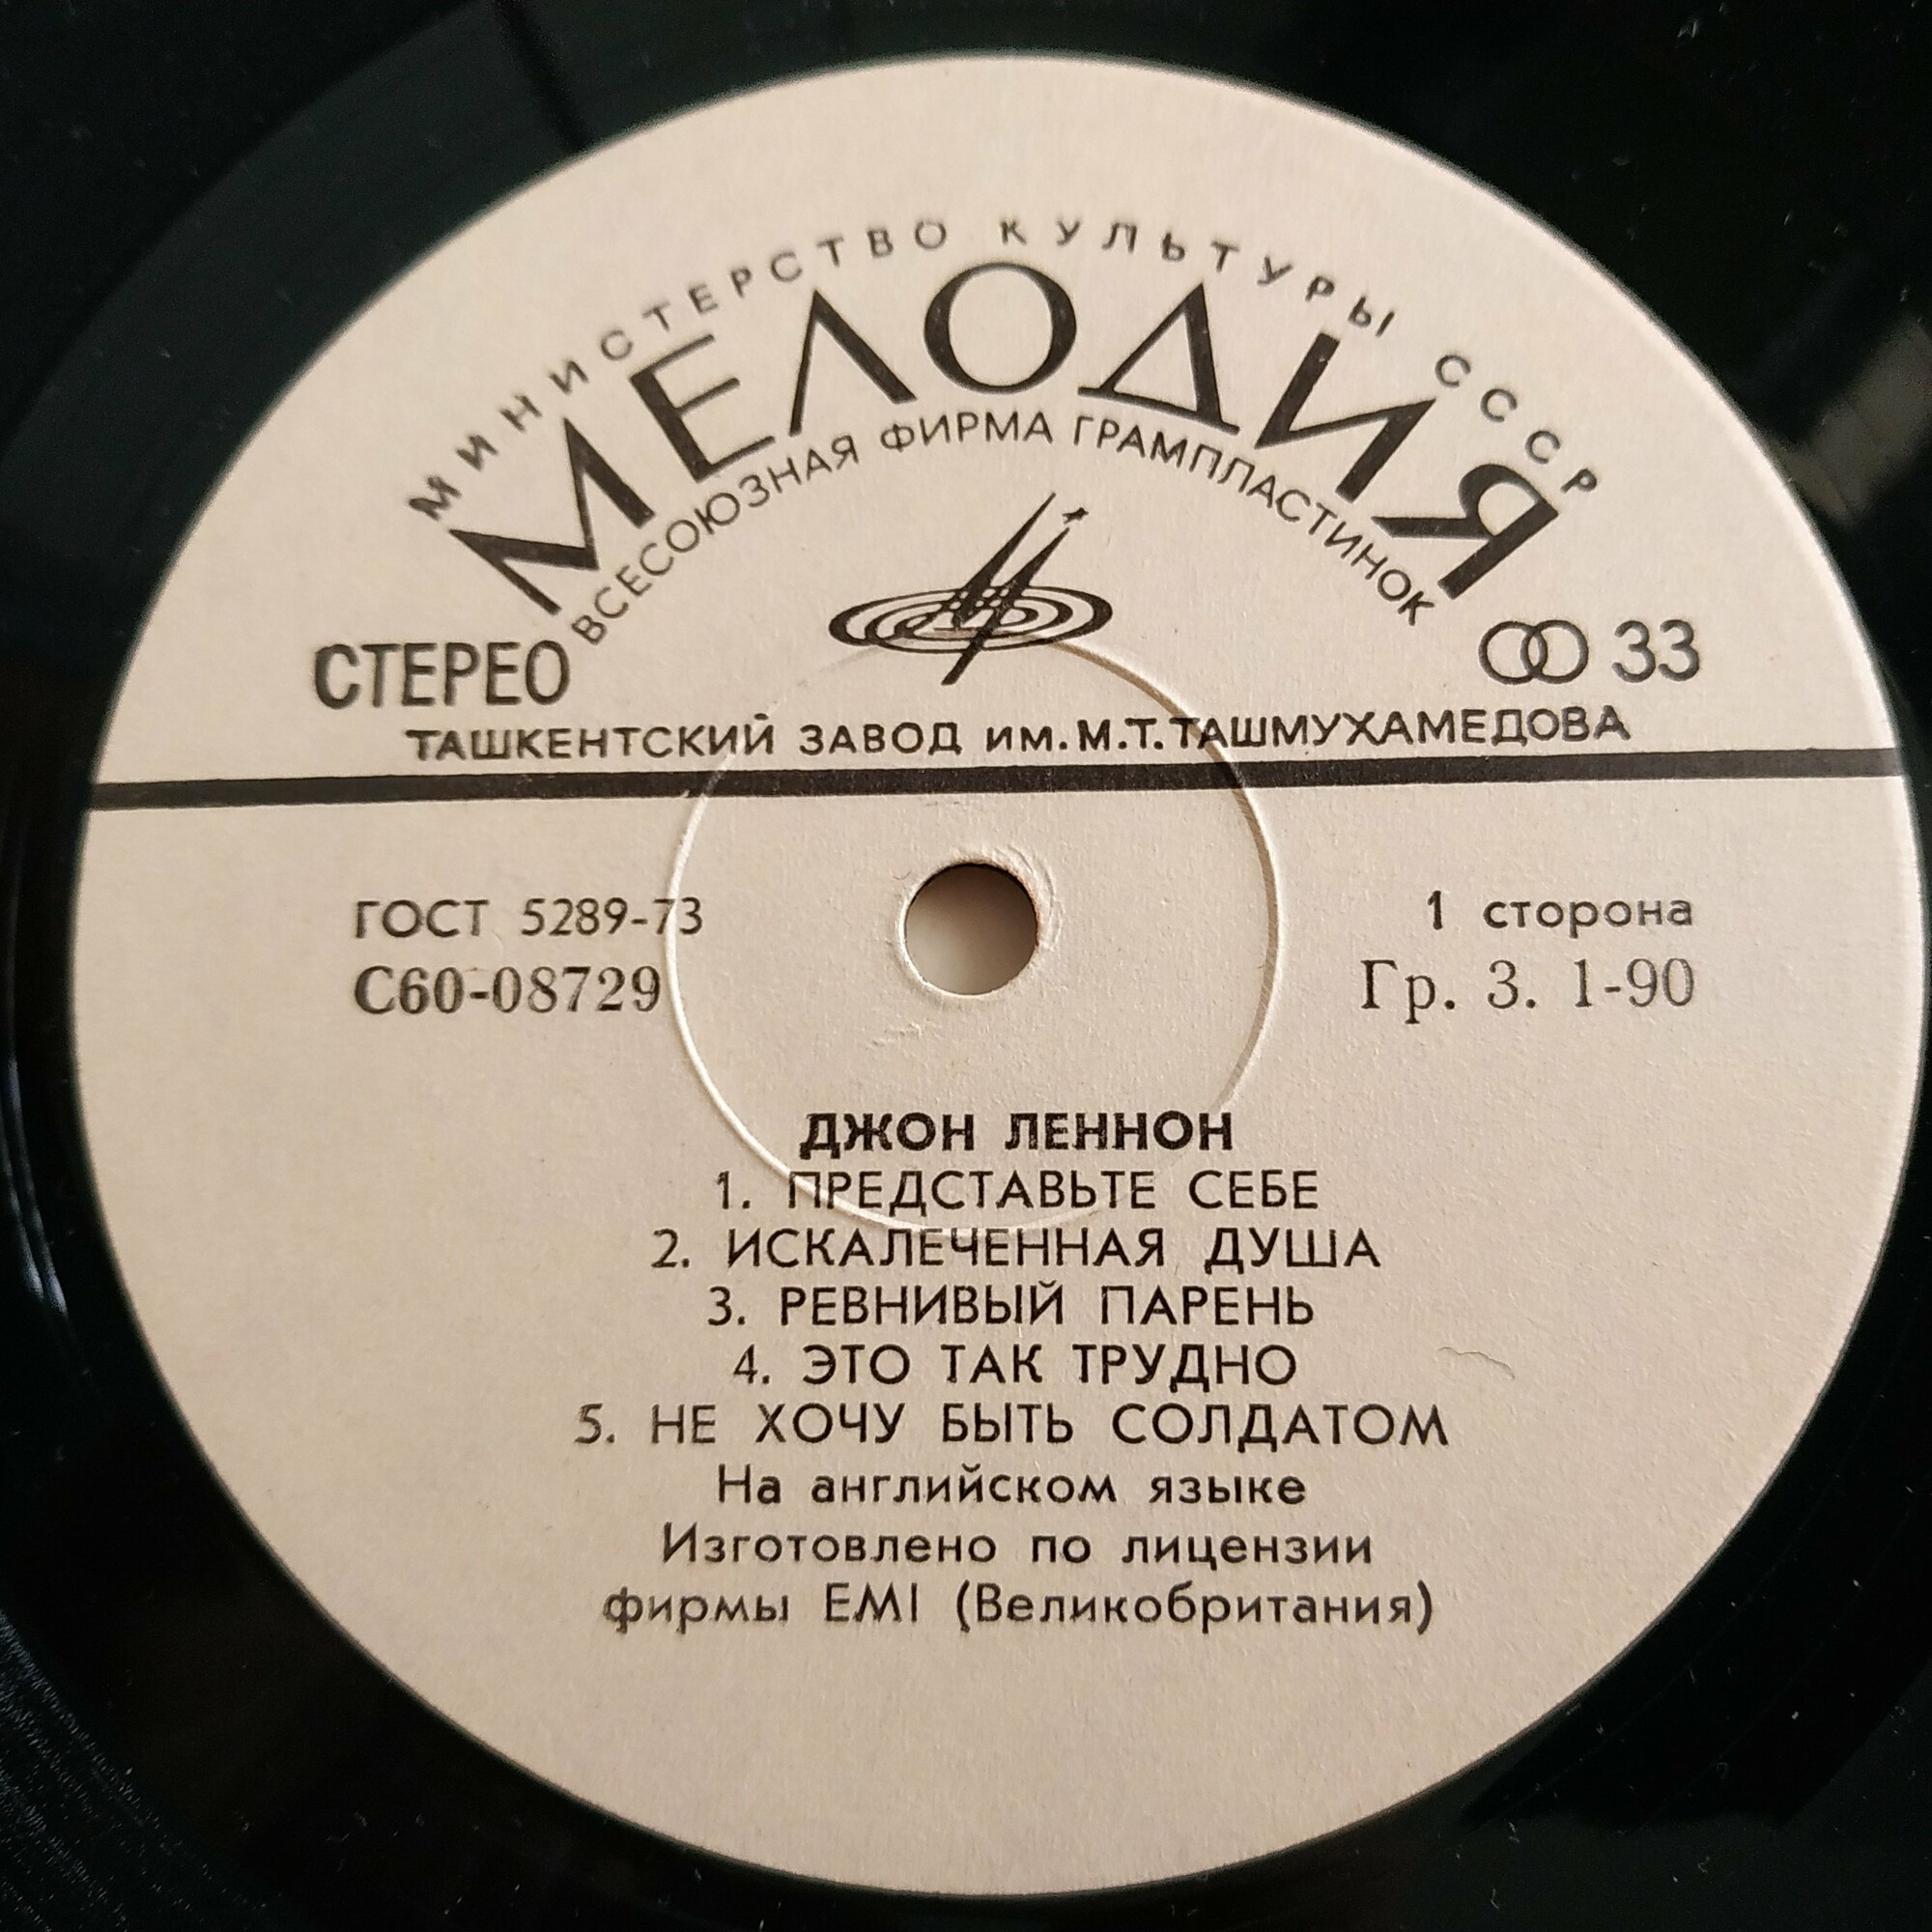 МИНИСТЕРСТВО КУЛЬТУРЫ СССР
МЕЛОДИЯ
ВСЕСОЮЗНАЯ ФИРМА ГРАМПЛАСТИНОК
СТЕРЕО
33
ТАШКЕНТСКИЙ ЗАВОД им. М.Т.ТАШМУХАМЕДОВА
ГОСТ 5289-73
1 сторона
С60-08729
Гр. 3. 1-90
ДЖОН ЛЕННОН
1. ПРЕДСТАВЬТЕ СЕБЕ
2. ИСКАЛЕЧЕННАЯ ДУША
3. РЕВНИВЫЙ ПАРЕНЬ
4. ЭТО ТАК ТРУДНО
5. НЕ ХОЧУ БЫТЬ СОЛДАТОМ
На английском языке
Изготовлено по лицензии
фирмы EMI (Великобритания)